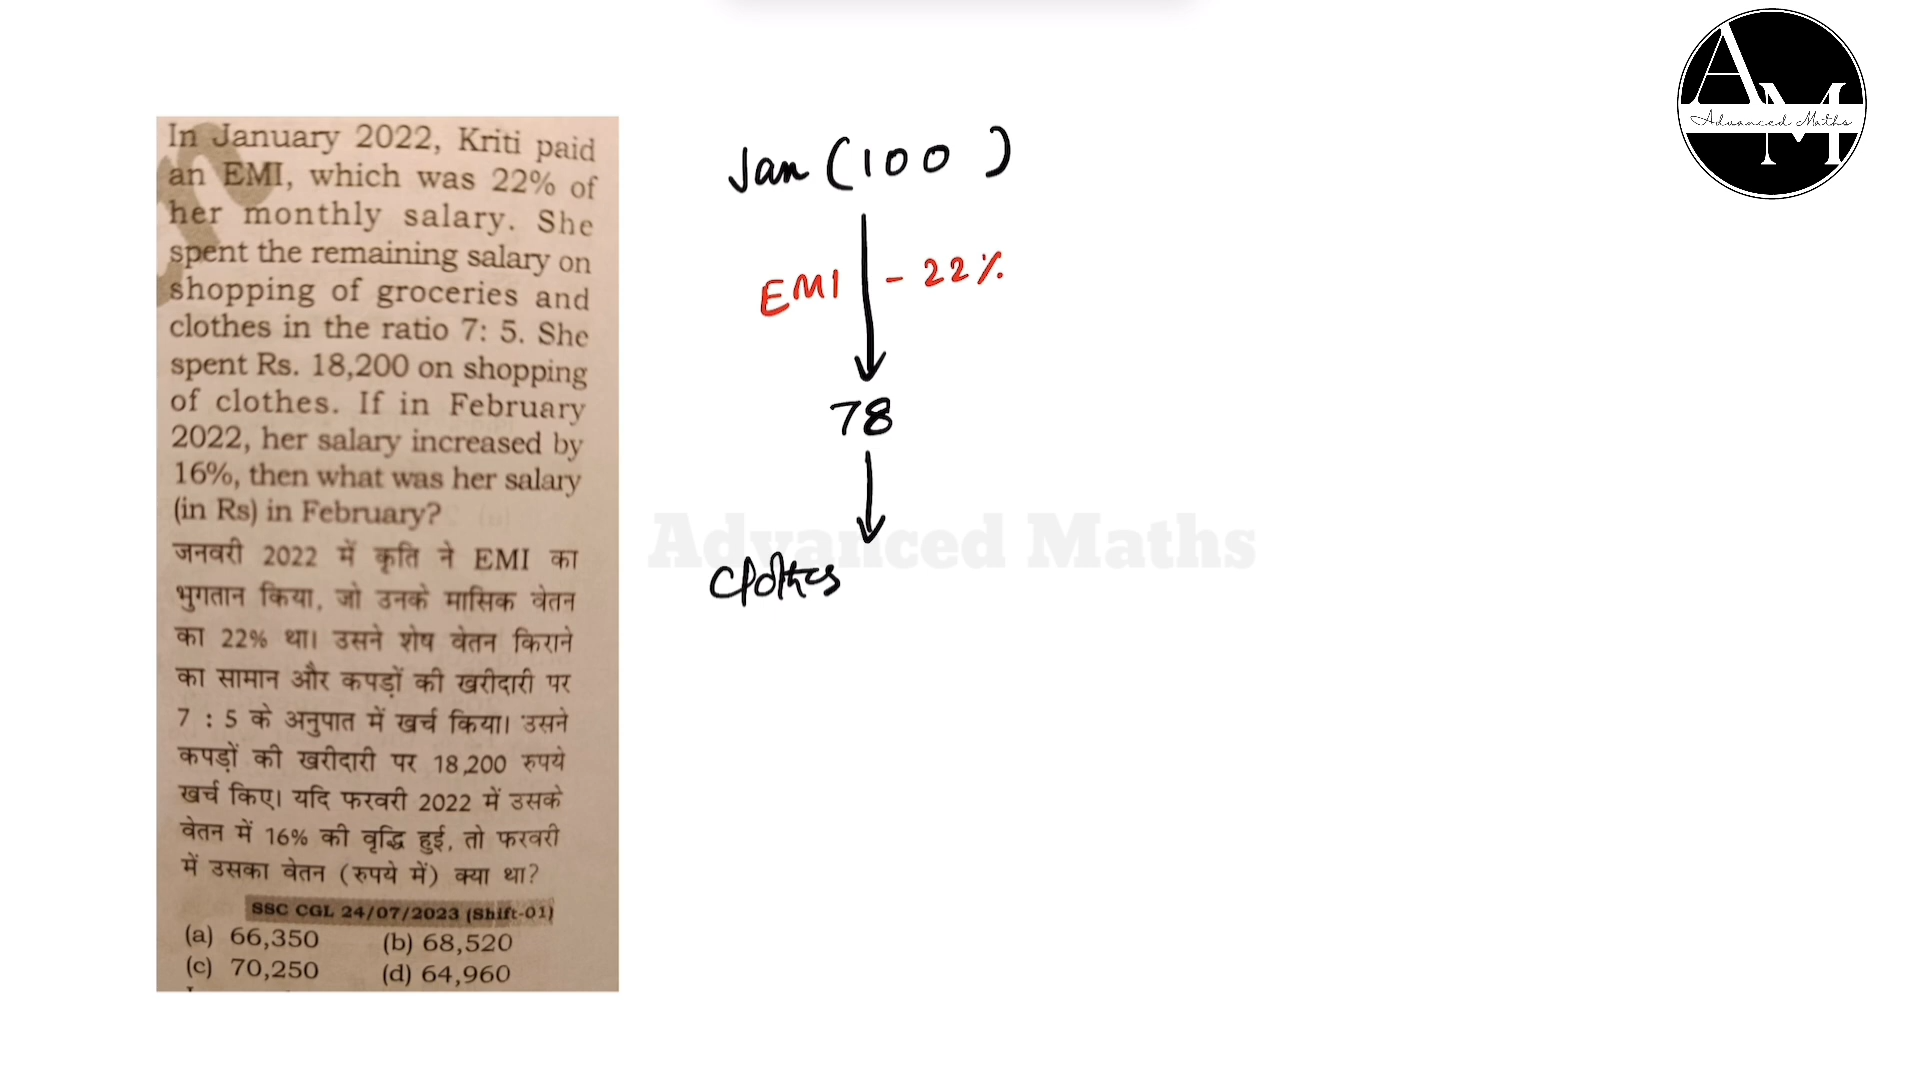 In January 2022, Kriti paid
an EMI, which was 22% of
her monthly salary. She
spent the remaining salary on
shopping of groceries and
clothes in the ratio 7: 5. She
spent Rs. 18,200 on shopping
of clothes. If in February
2022, her salary increased by
16%, then what was her salary
(in Rs) in February?
जनवरी 2022 में कृति ने EMI का
भुगतान किया, जो उनके मासिक वेतन
का 22% था। उसने शेष वेतन किराने
का सामान और कपड़ों की खरीदारी पर
7 : 5 के अनुपात में खर्च किया। उसने
कपड़ों की खरीदारी पर 18,200 रुपये
खर्च किए। यदि फरवरी 2022 में उसके
वेतन में 16% की वृद्धि हुई, तो फरवरी
में उसका वेतन (रुपये में) क्या था?
SSC CGL 24/07/2023 (Shift-01)
(a) 66,350 (b) 68,520
(c) 70,250 (d) 64,960
Jan (100 )
EMI - 22%
78
Clothes
Advanced Maths
AM
Advanced Maths